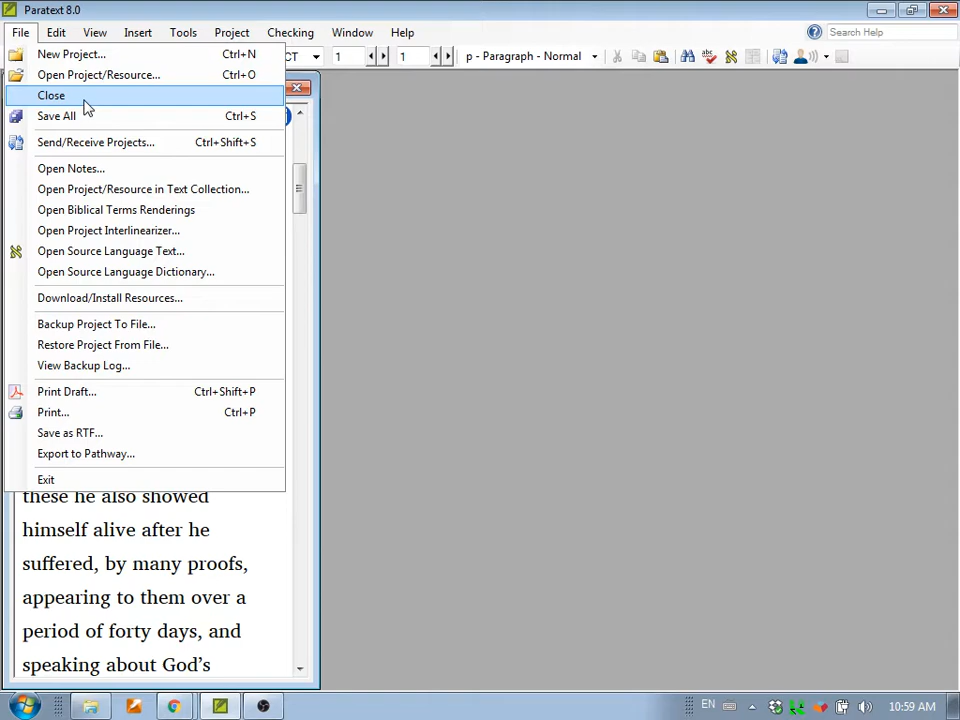 Paratext 8.0
File Edit View Insert Tools Project Checking Window Help Search Help
CT 1 1 p - Paragraph - Normal
New Project... Ctrl+N
Open Project/Resource... Ctrl+O
Close
Save All Ctrl+S
Send/Receive Projects... Ctrl+Shift+S
Open Notes...
Open Project/Resource in Text Collection...
Open Biblical Terms Renderings
Open Project Interlinearizer...
Open Source Language Text...
Open Source Language Dictionary...
Download/Install Resources...
Backup Project To File...
Restore Project From File...
View Backup Log...
Print Draft... Ctrl+Shift+P
Print... Ctrl+P
Save as RTF...
Export to Pathway...
Exit
these he also showed
himself alive after he
suffered, by many proofs,
appearing to them over a
period of forty days, and
speaking about God’s
EN 10:59 AM